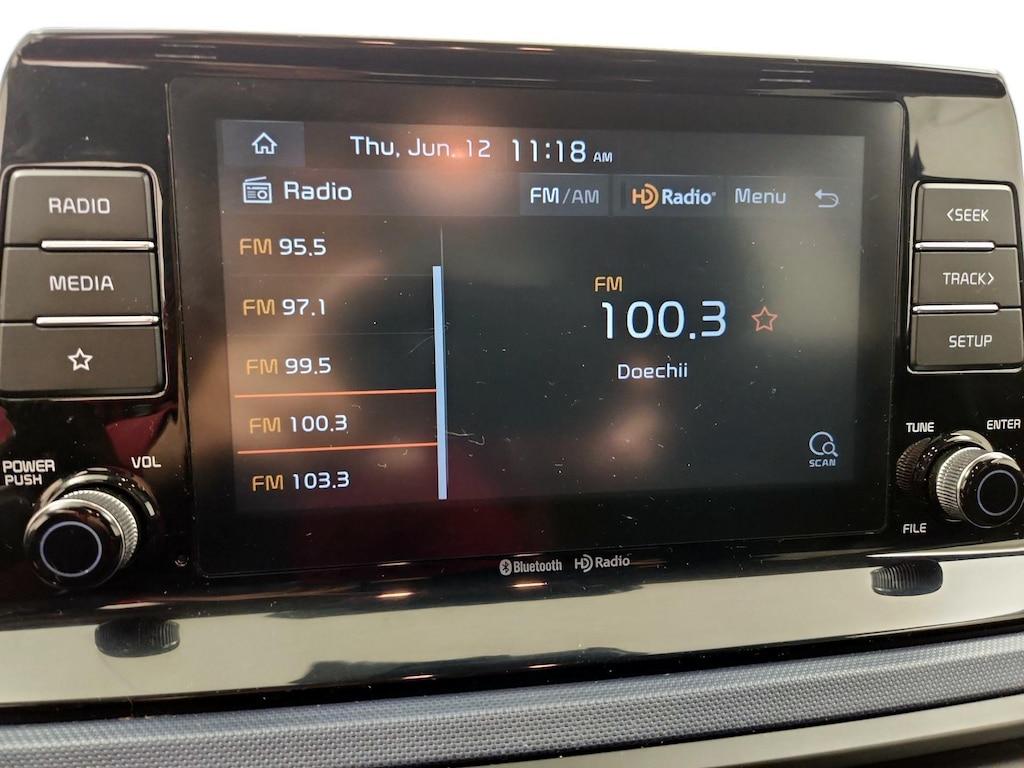 Thu, Jun. 12 11:18 AM
Radio FM/AM HD Radio® Menu
FM 95.5
FM 97.1
FM 99.5
FM 100.3
FM 103.3
FM
100.3
Doechii
SCAN
RADIO
MEDIA
POWER
PUSH
VOL
<SEEK
TRACK>
SETUP
TUNE
ENTER
FILE
Bluetooth HD Radio